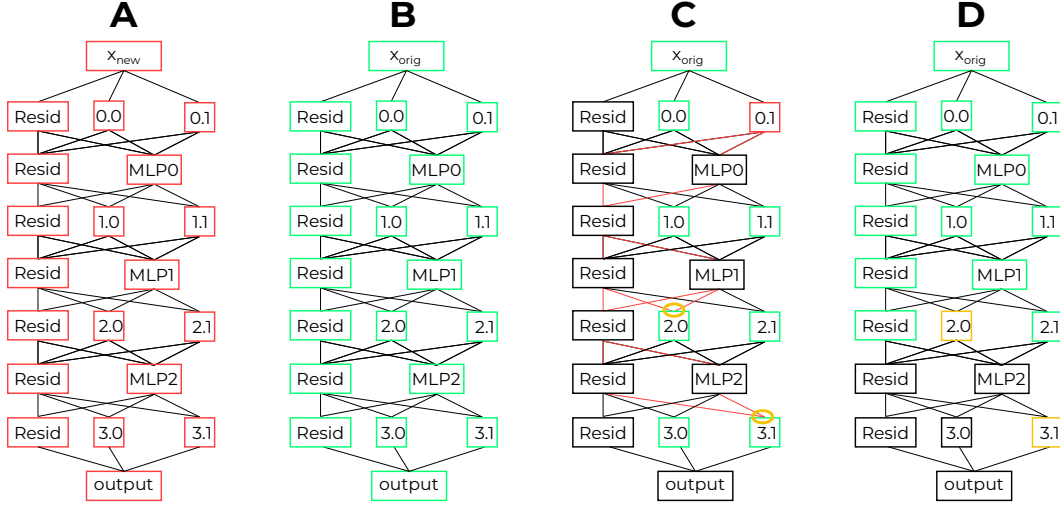 A B C D
x_new x_orig x_orig x_orig
Resid 0.0 0.1 Resid 0.0 0.1 Resid 0.0 0.1 Resid 0.0 0.1
Resid MLP0 Resid MLP0 Resid MLP0 Resid MLP0
Resid 1.0 1.1 Resid 1.0 1.1 Resid 1.0 1.1 Resid 1.0 1.1
Resid MLP1 Resid MLP1 Resid MLP1 Resid MLP1
Resid 2.0 2.1 Resid 2.0 2.1 Resid 2.0 2.1 Resid 2.0 2.1
Resid MLP2 Resid MLP2 Resid MLP2 Resid MLP2
Resid 3.0 3.1 Resid 3.0 3.1 Resid 3.0 3.1 Resid 3.0 3.1
output output output output